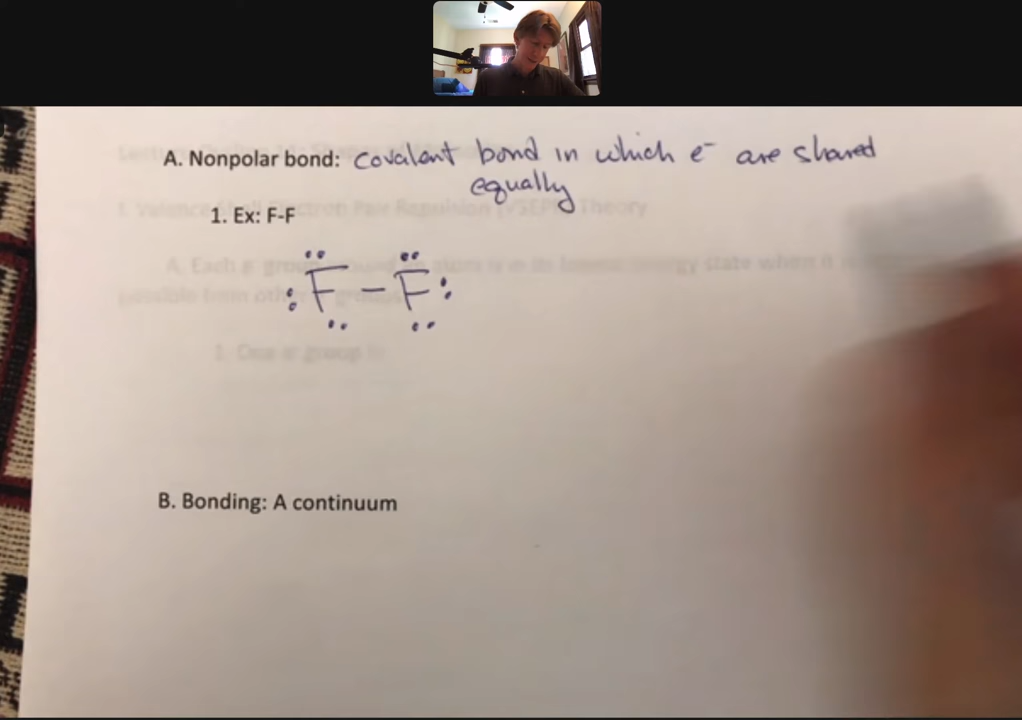 A. Nonpolar bond: covalent bond in which e⁻ are shared
equally
1. Ex: F-F
F – F
B. Bonding: A continuum